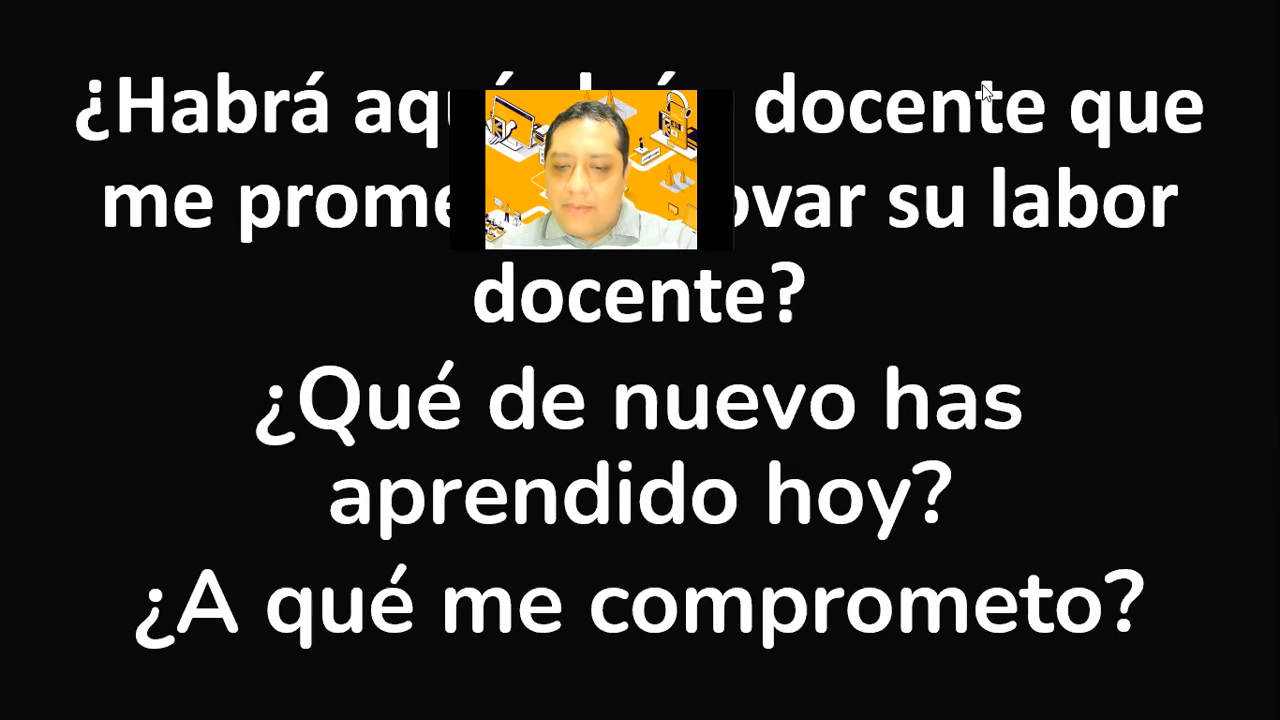 ¿Habrá docente que
me su labor
docente?
¿Qué de nuevo has
aprendido hoy?
¿A qué me comprometo?